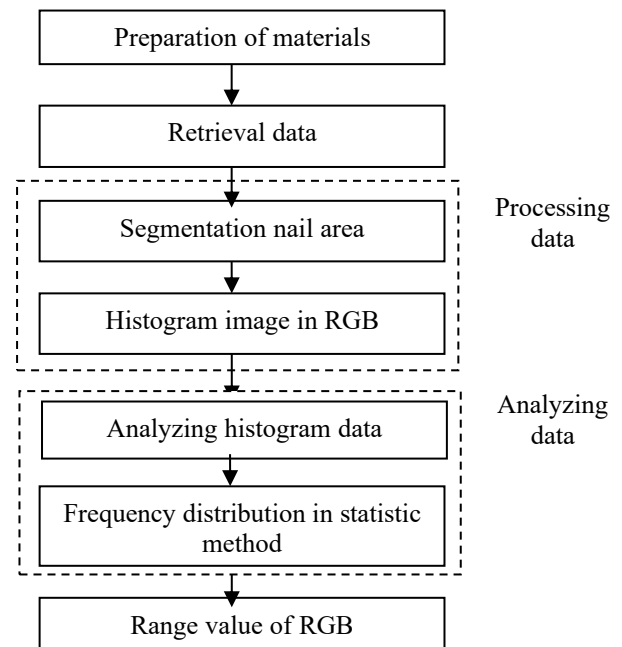 Preparation of materials
Retrieval data
Segmentation nail area
Processing
data
Histogram image in RGB
Analyzing histogram data
Analyzing
data
Frequency distribution in statistic
method
Range value of RGB